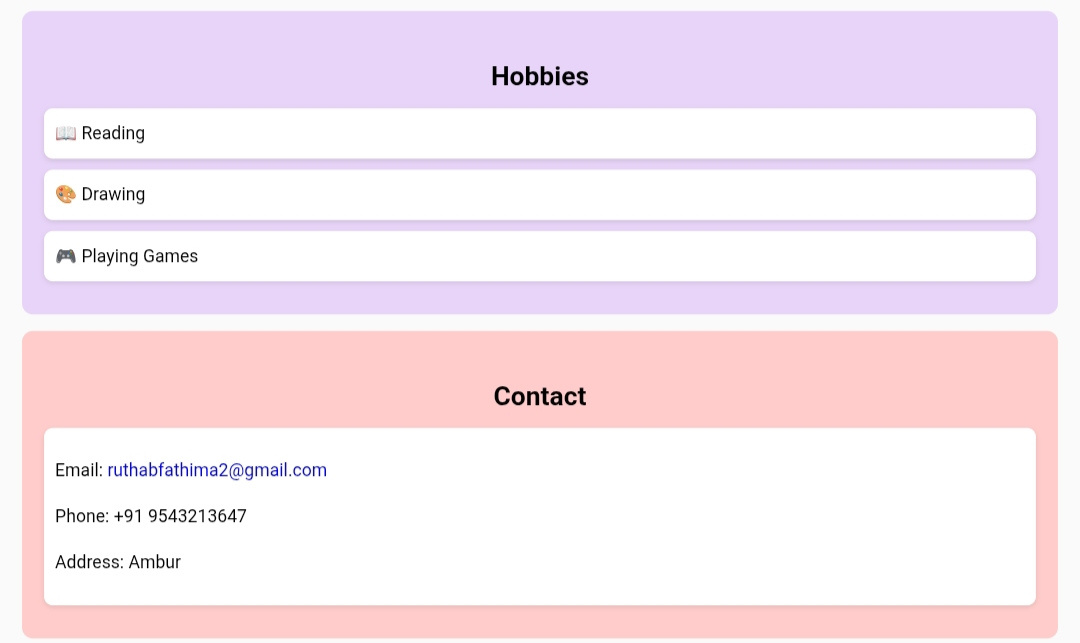 Hobbies
📖 Reading
🎨 Drawing
🎮 Playing Games
Contact
Email: ruthabfathima2@gmail.com
Phone: +91 9543213647
Address: Ambur